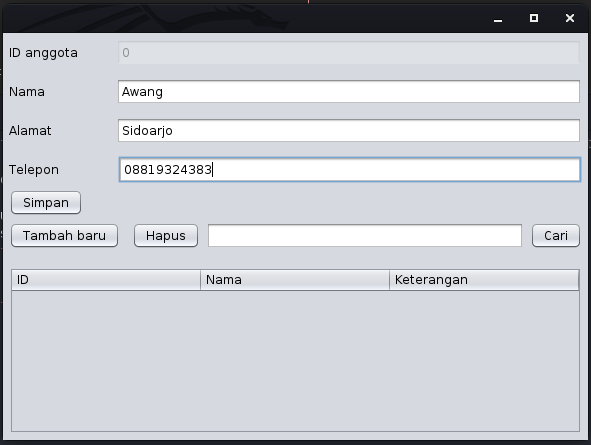 ID anggota 0
Nama Awang
Alamat Sidoarjo
Telepon 08819324383
Simpan
Tambah baru Hapus Cari
ID Nama Keterangan